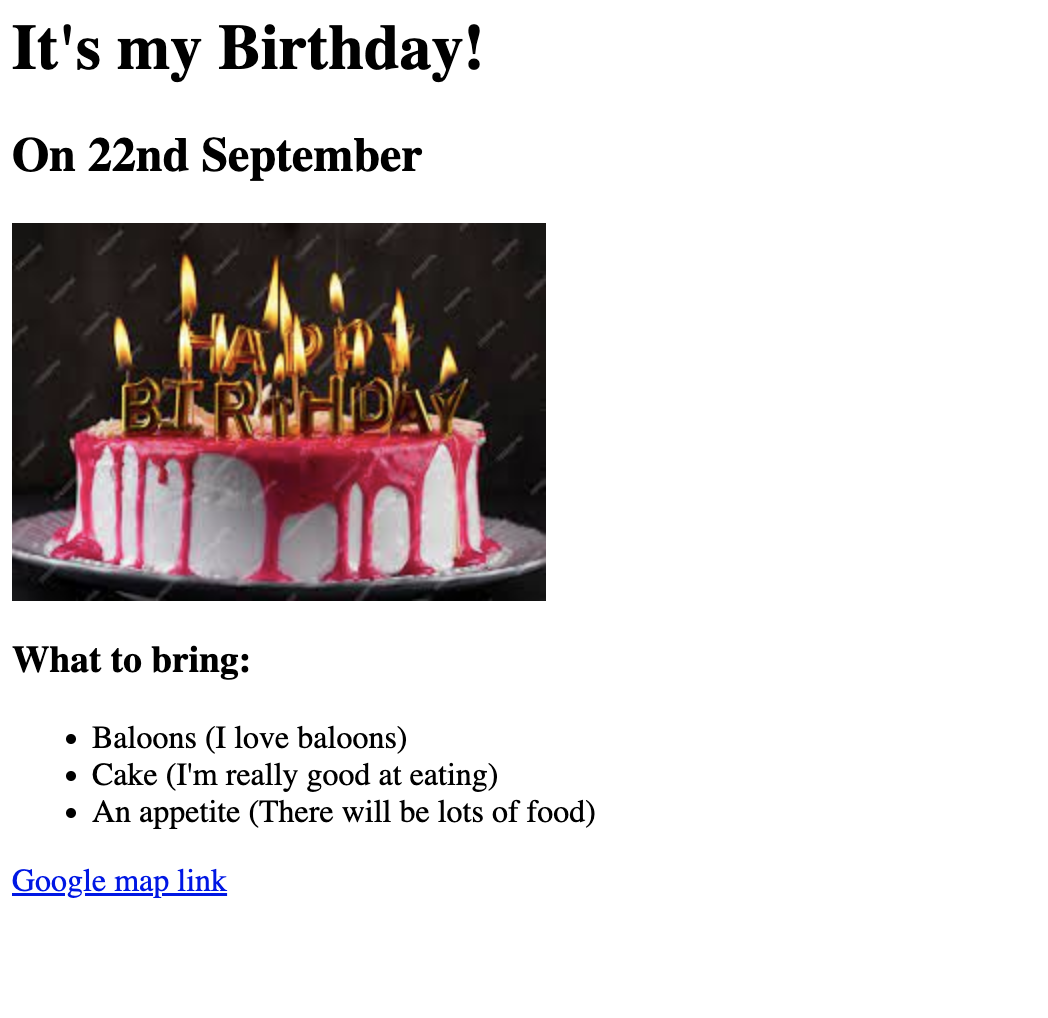 It's my Birthday!
On 22nd September
HAPPY
BIRTHDAY
What to bring:
Baloons (I love baloons)
Cake (I'm really good at eating)
An appetite (There will be lots of food)
Google map link